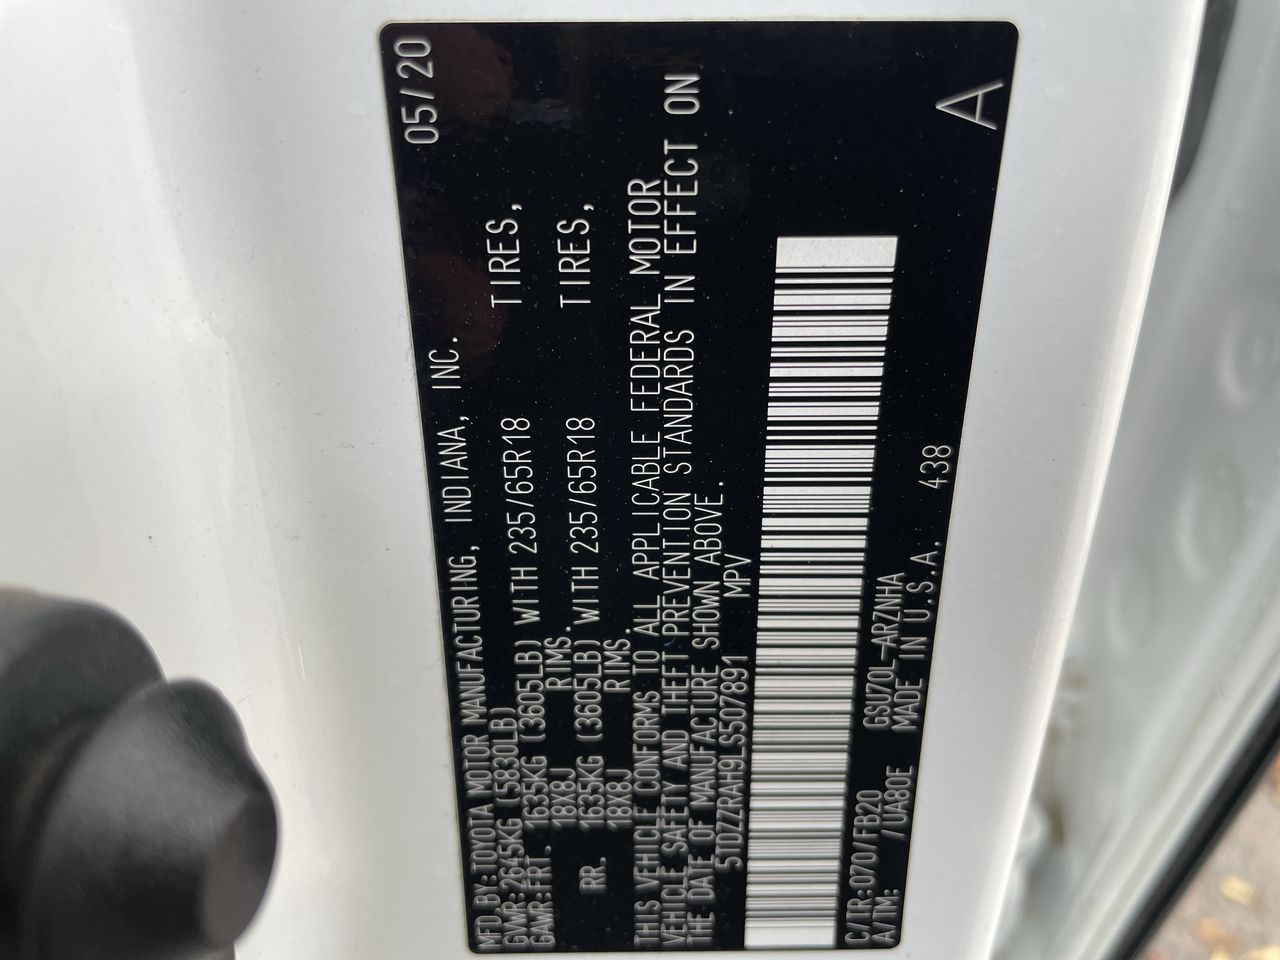 MFD.BY:TOYOTA MOTOR MANUFACTURING, INDIANA, INC. 05/20
GVWR:2645KG (5830LB)
GAWR:FRT. 1635KG (3605LB) WITH 235/65R18 TIRES,
18X8J RIMS.
RR. 1635KG (3605LB) WITH 235/65R18 TIRES,
18X8J RIMS.
THIS VEHICLE CONFORMS TO ALL APPLICABLE FEDERAL MOTOR
VEHICLE SAFETY AND THEFT PREVENTION STANDARDS IN EFFECT ON
THE DATE OF MANUFACTURE SHOWN ABOVE.
5TDZZRAH9LS507891 MPV
C/TR:070/FB20 GSU70L-ARZNHA
A/TM: /UA80E MADE IN U.S.A. 438
A